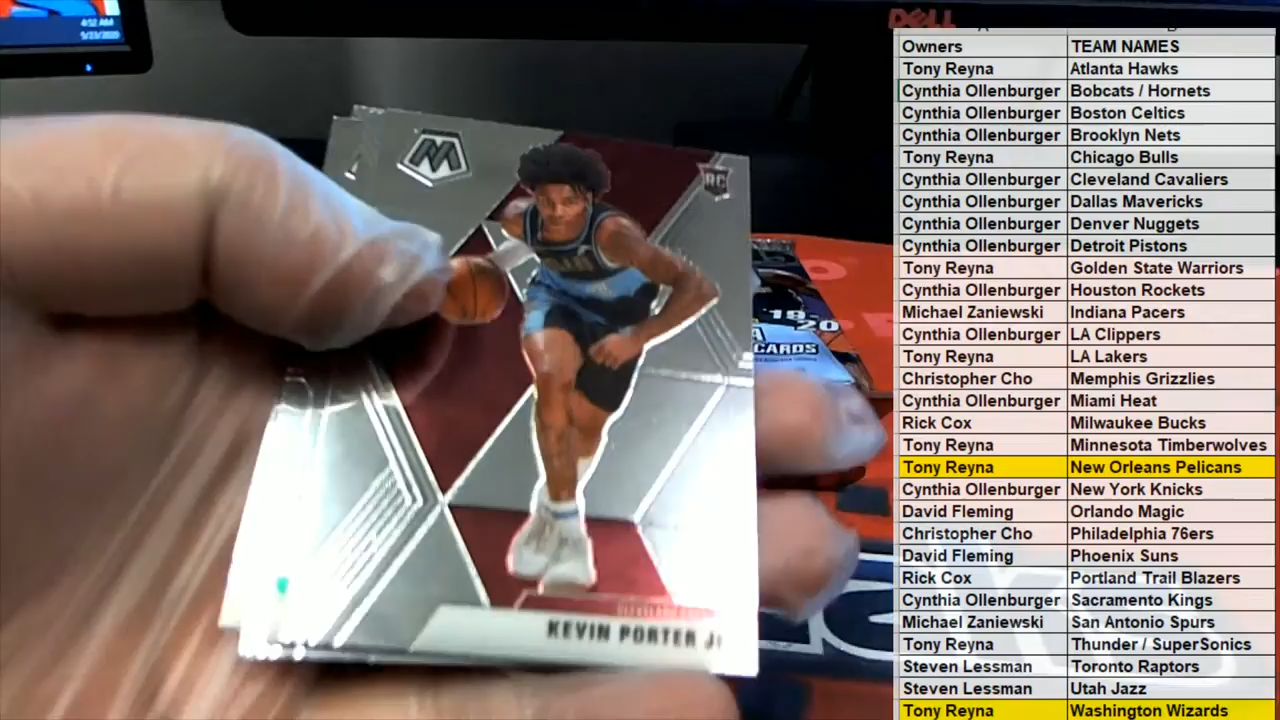 4:52 AM
5/23/2020
DELL
RC
19-
20
CARDS
KEVIN PORTER J
Owners TEAM NAMES
Tony Reyna Atlanta Hawks
Cynthia Ollenburger Bobcats / Hornets
Cynthia Ollenburger Boston Celtics
Cynthia Ollenburger Brooklyn Nets
Tony Reyna Chicago Bulls
Cynthia Ollenburger Cleveland Cavaliers
Cynthia Ollenburger Dallas Mavericks
Cynthia Ollenburger Denver Nuggets
Cynthia Ollenburger Detroit Pistons
Tony Reyna Golden State Warriors
Cynthia Ollenburger Houston Rockets
Michael Zaniewski Indiana Pacers
Cynthia Ollenburger LA Clippers
Tony Reyna LA Lakers
Christopher Cho Memphis Grizzlies
Cynthia Ollenburger Miami Heat
Rick Cox Milwaukee Bucks
Tony Reyna Minnesota Timberwolves
Tony Reyna New Orleans Pelicans
Cynthia Ollenburger New York Knicks
David Fleming Orlando Magic
Christopher Cho Philadelphia 76ers
David Fleming Phoenix Suns
Rick Cox Portland Trail Blazers
Cynthia Ollenburger Sacramento Kings
Michael Zaniewski San Antonio Spurs
Tony Reyna Thunder / SuperSonics
Steven Lessman Toronto Raptors
Steven Lessman Utah Jazz
Tony Reyna Washington Wizards